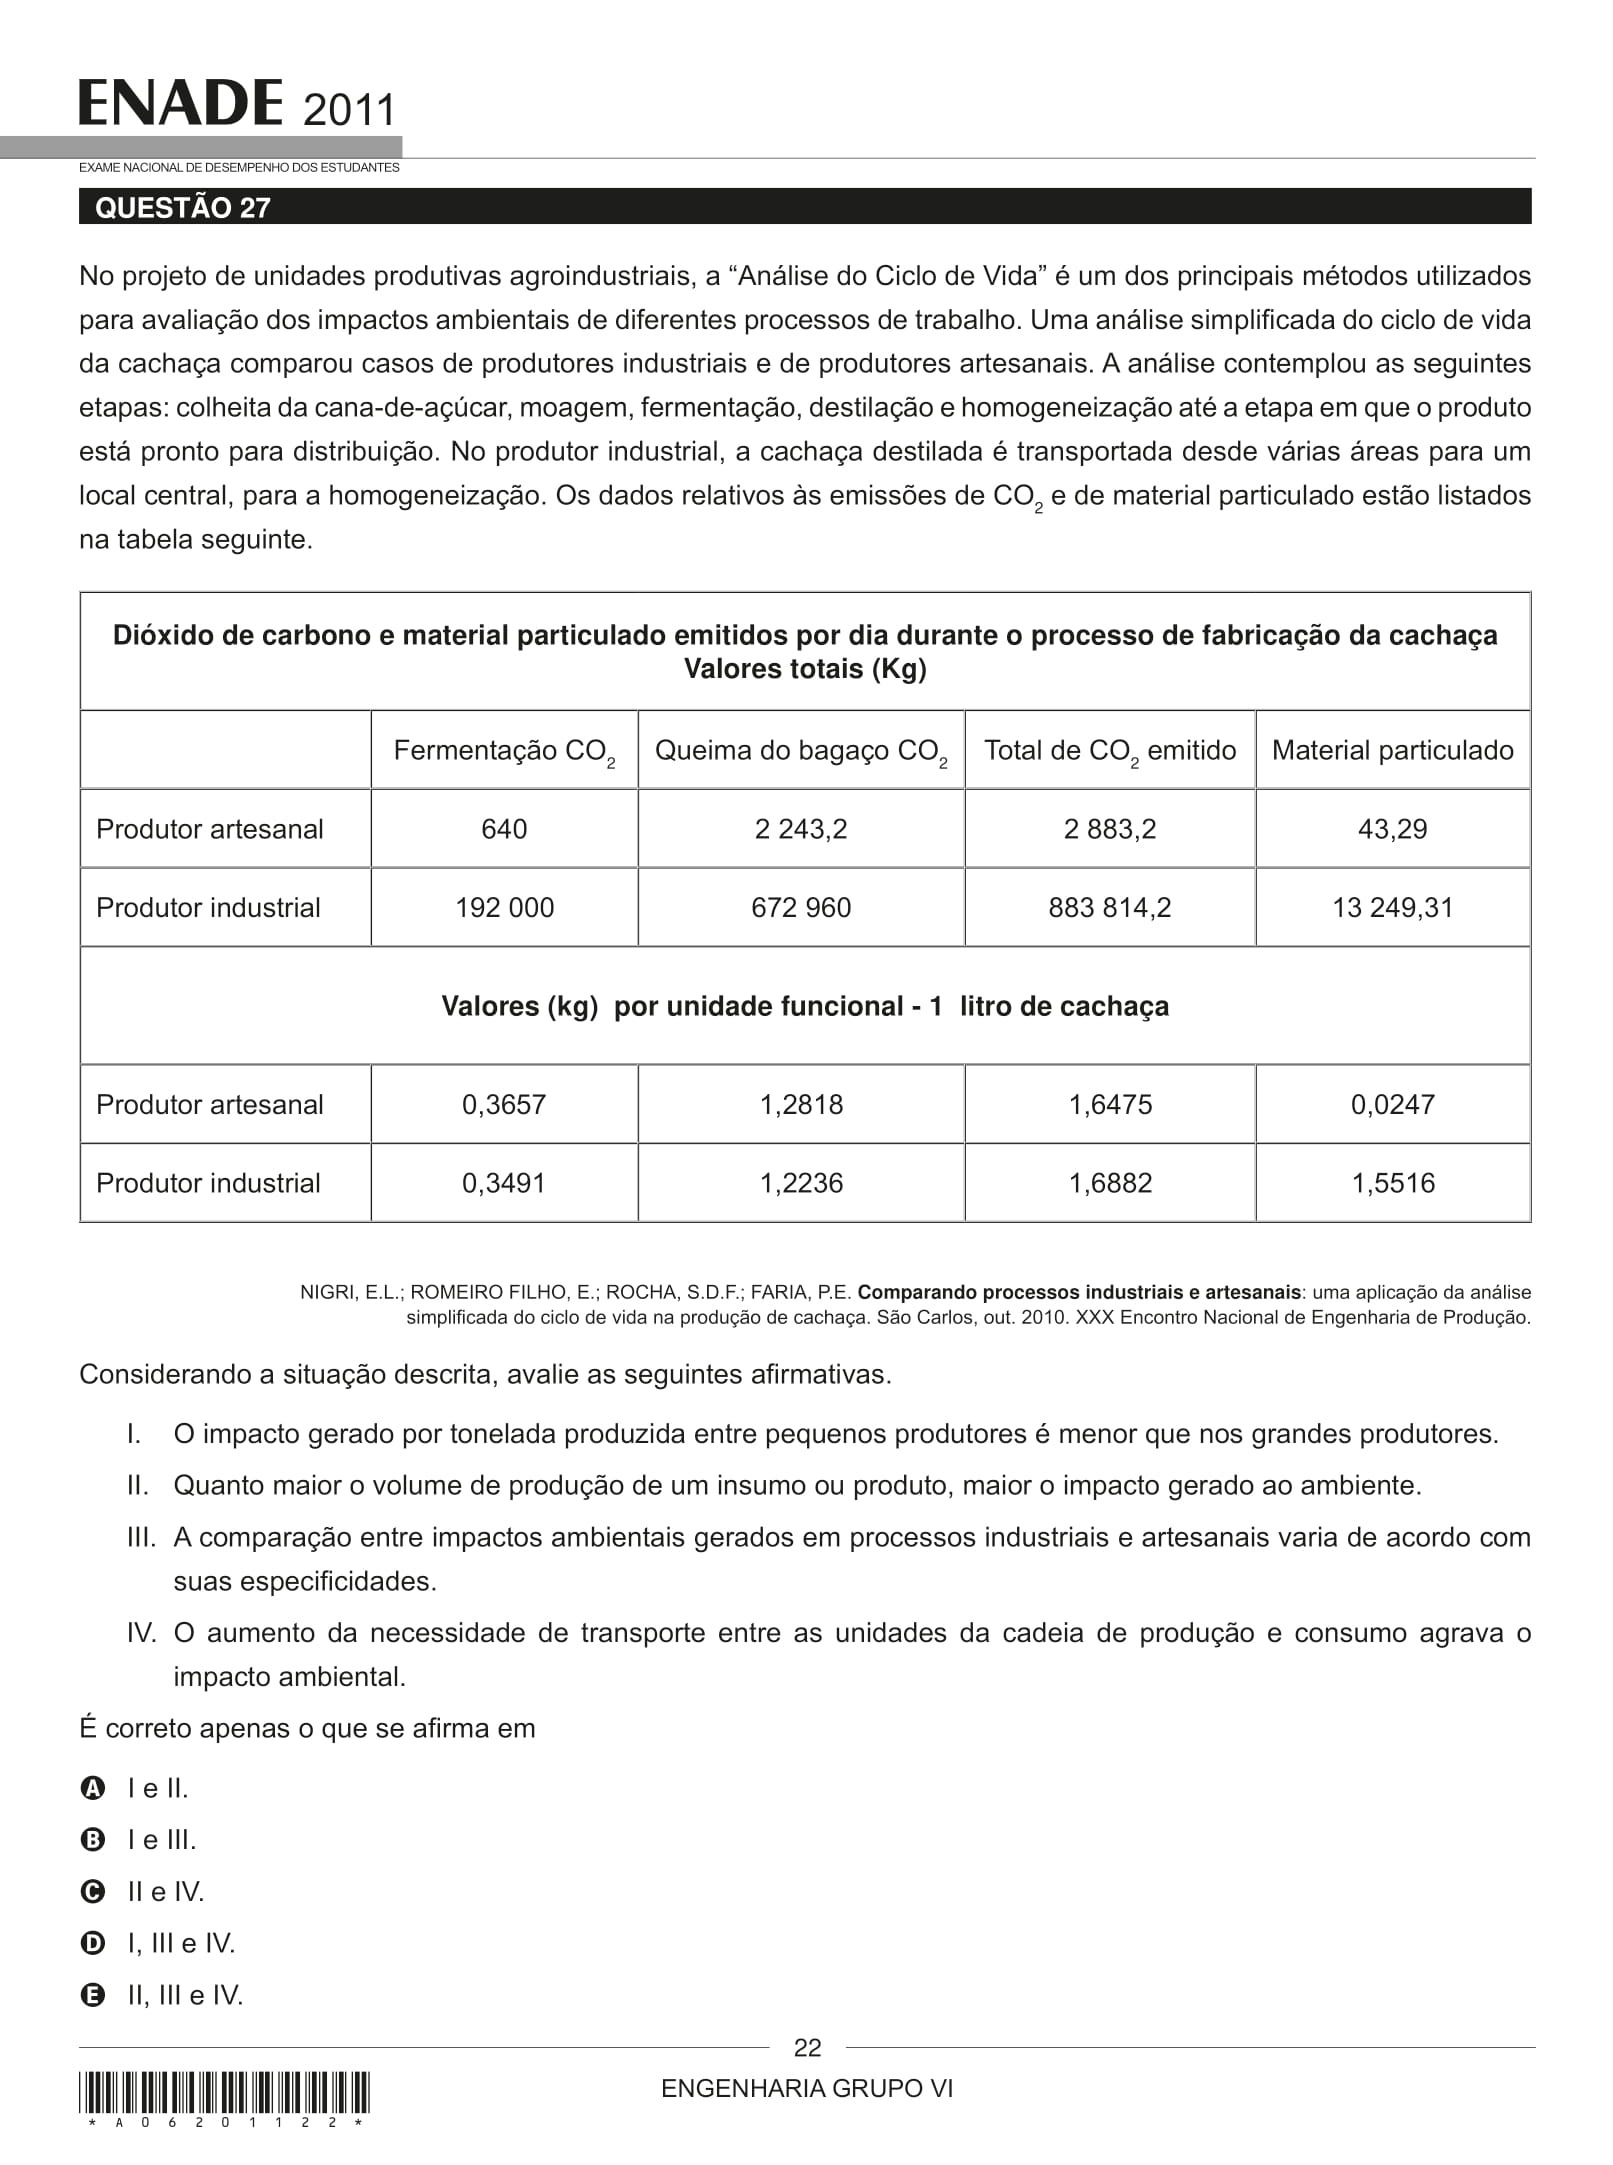 ENADE 2011
EXAME NACIONAL DE DESEMPENHO DOS ESTUDANTES
QUESTÃO 27
No projeto de unidades produtivas agroindustriais, a “Análise do Ciclo de Vida” é um dos principais métodos utilizados
para avaliação dos impactos ambientais de diferentes processos de trabalho. Uma análise simplificada do ciclo de vida
da cachaça comparou casos de produtores industriais e de produtores artesanais. A análise contemplou as seguintes
etapas: colheita da cana-de-açúcar, moagem, fermentação, destilação e homogeneização até a etapa em que o produto
está pronto para distribuição. No produtor industrial, a cachaça destilada é transportada desde várias áreas para um
local central, para a homogeneização. Os dados relativos às emissões de CO2 e de material particulado estão listados
na tabela seguinte.
Dióxido de carbono e material particulado emitidos por dia durante o processo de fabricação da cachaça
Valores totais (Kg)
Fermentação CO2 Queima do bagaço CO2 Total de CO2 emitido Material particulado
Produtor artesanal 640 2 243,2 2 883,2 43,29
Produtor industrial 192 000 672 960 883 814,2 13 249,31
Valores (kg) por unidade funcional - 1 litro de cachaça
Produtor artesanal 0,3657 1,2818 1,6475 0,0247
Produtor industrial 0,3491 1,2236 1,6882 1,5516
NIGRI, E.L.; ROMEIRO FILHO, E.; ROCHA, S.D.F.; FARIA, P.E. Comparando processos industriais e artesanais: uma aplicação da análise
simplificada do ciclo de vida na produção de cachaça. São Carlos, out. 2010. XXX Encontro Nacional de Engenharia de Produção.
Considerando a situação descrita, avalie as seguintes afirmativas.
I. O impacto gerado por tonelada produzida entre pequenos produtores é menor que nos grandes produtores.
II. Quanto maior o volume de produção de um insumo ou produto, maior o impacto gerado ao ambiente.
III. A comparação entre impactos ambientais gerados em processos industriais e artesanais varia de acordo com
suas especificidades.
IV. O aumento da necessidade de transporte entre as unidades da cadeia de produção e consumo agrava o
impacto ambiental.
É correto apenas o que se afirma em
A I e II.
B I e III.
C II e IV.
D I, III e IV.
E II, III e IV.
22
ENGENHARIA GRUPO VI
* A 0 6 2 0 1 1 2 2 *